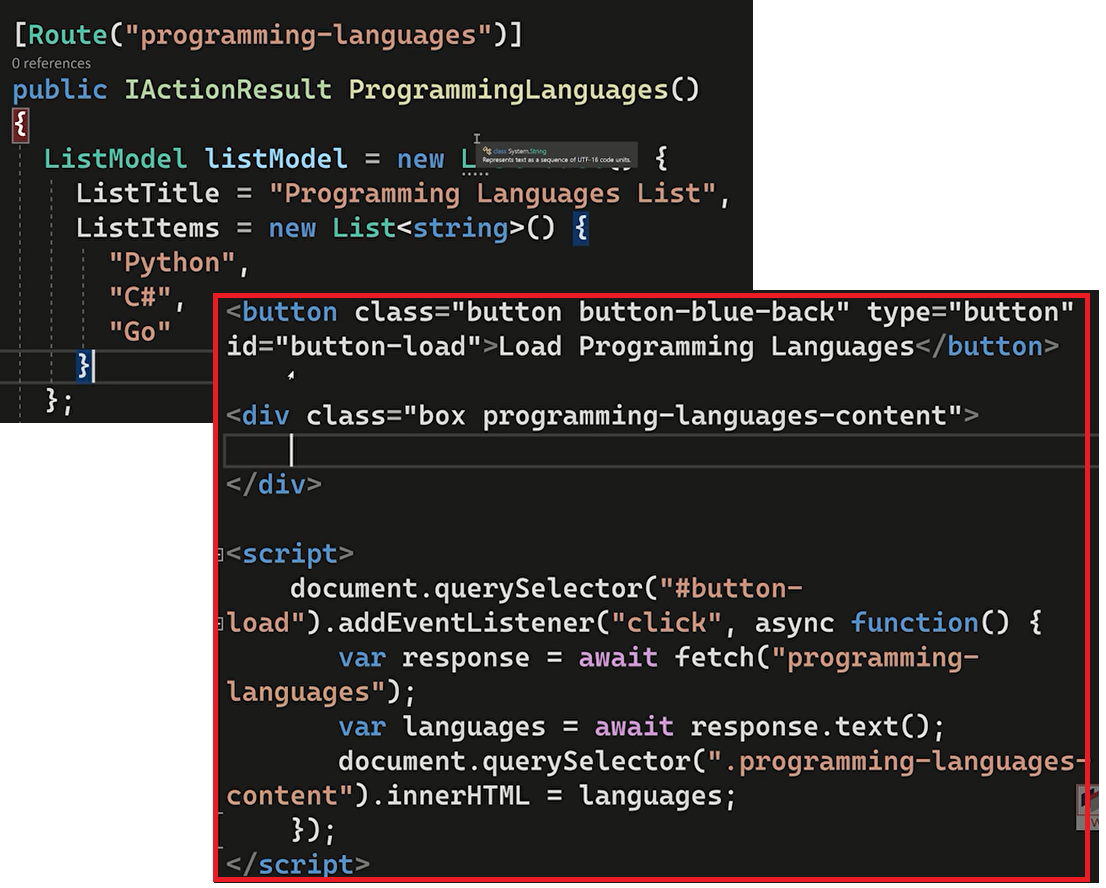 [Route("programming-languages")]
0 references
public IActionResult ProgrammingLanguages()
{
ListModel listModel = new L () {
class System.String
Represents text as a sequence of UTF-16 code units.
ListTitle = "Programming Languages List",
ListItems = new List<string>() {
"Python",
"C#",
"Go"
}
};
<button class="button button-blue-back" type="button"
id="button-load">Load Programming Languages</button>
<div class="box programming-languages-content">
</div>
<script>
document.querySelector("#button-
load").addEventListener("click", async function() {
var response = await fetch("programming-
languages");
var languages = await response.text();
document.querySelector(".programming-languages-
content").innerHTML = languages;
});
</script>